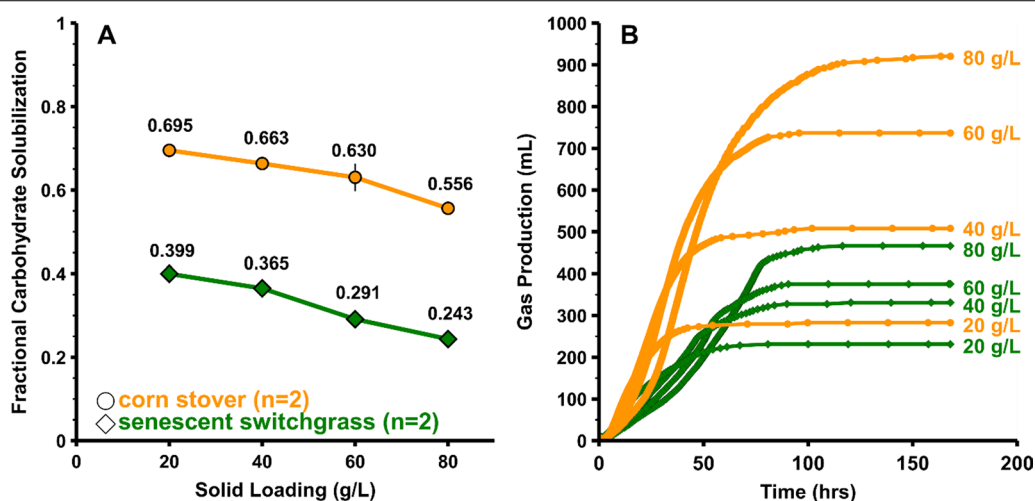 A
Fractional Carbohydrate Solubilization
1
0.8
0.6
0.4
0.2
0
0.695
0.663
0.630
0.556
0.399
0.365
0.291
0.243
corn stover (n=2)
senescent switchgrass (n=2)
0 20 40 60 80
Solid Loading (g/L)
B
Gas Production (mL)
1000
900
800
700
600
500
400
300
200
100
0
80 g/L
60 g/L
40 g/L
80 g/L
60 g/L
40 g/L
20 g/L
20 g/L
0 50 100 150 200
Time (hrs)